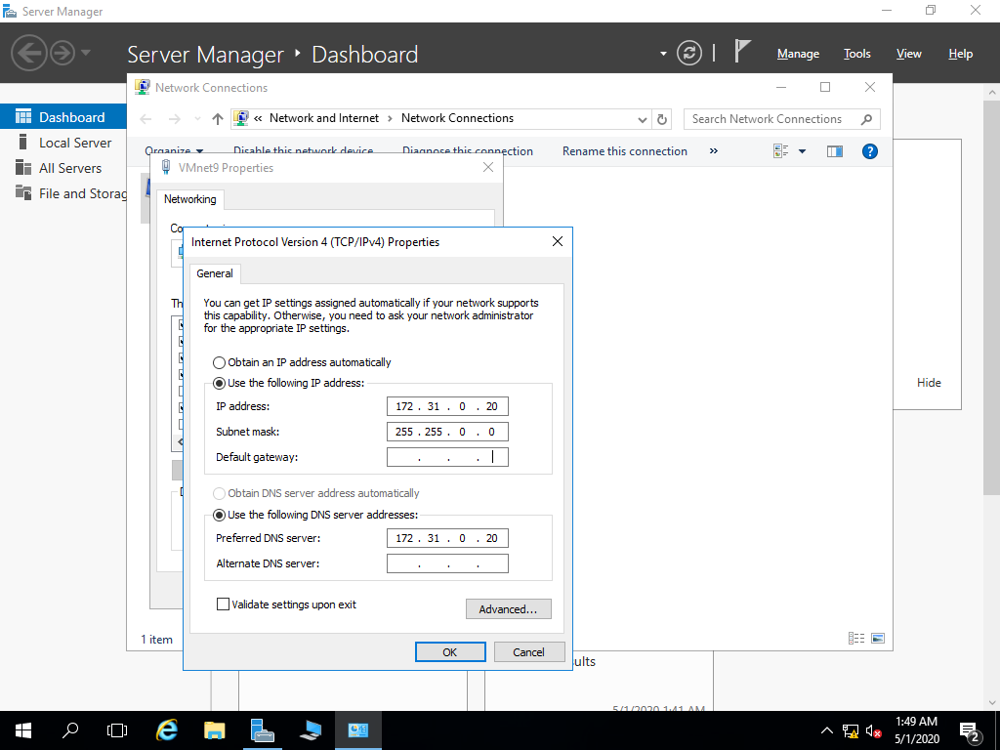 Server Manager
Server Manager ‣ Dashboard
Manage Tools View Help
Dashboard
Local Server
All Servers
Network Connections
« Network and Internet › Network Connections
Search Network Connections
Organize
Disable this network device
Diagnose this connection
Rename this connection
»
VMnet9 Properties
Networking
Internet Protocol Version 4 (TCP/IPv4) Properties
General
You can get IP settings assigned automatically if your network supports
this capability. Otherwise, you need to ask your network administrator
for the appropriate IP settings.
Obtain an IP address automatically
Use the following IP address:
IP address: 172 . 31 . 0 . 20
Subnet mask: 255 . 255 . 0 . 0
Default gateway: . . .
Obtain DNS server address automatically
Use the following DNS server addresses:
Preferred DNS server: 172 . 31 . 0 . 20
Alternate DNS server: . . .
Validate settings upon exit
Advanced...
OK
Cancel
Hide
1 item
5/1/2020 1:41 AM
1:49 AM
5/1/2020
2